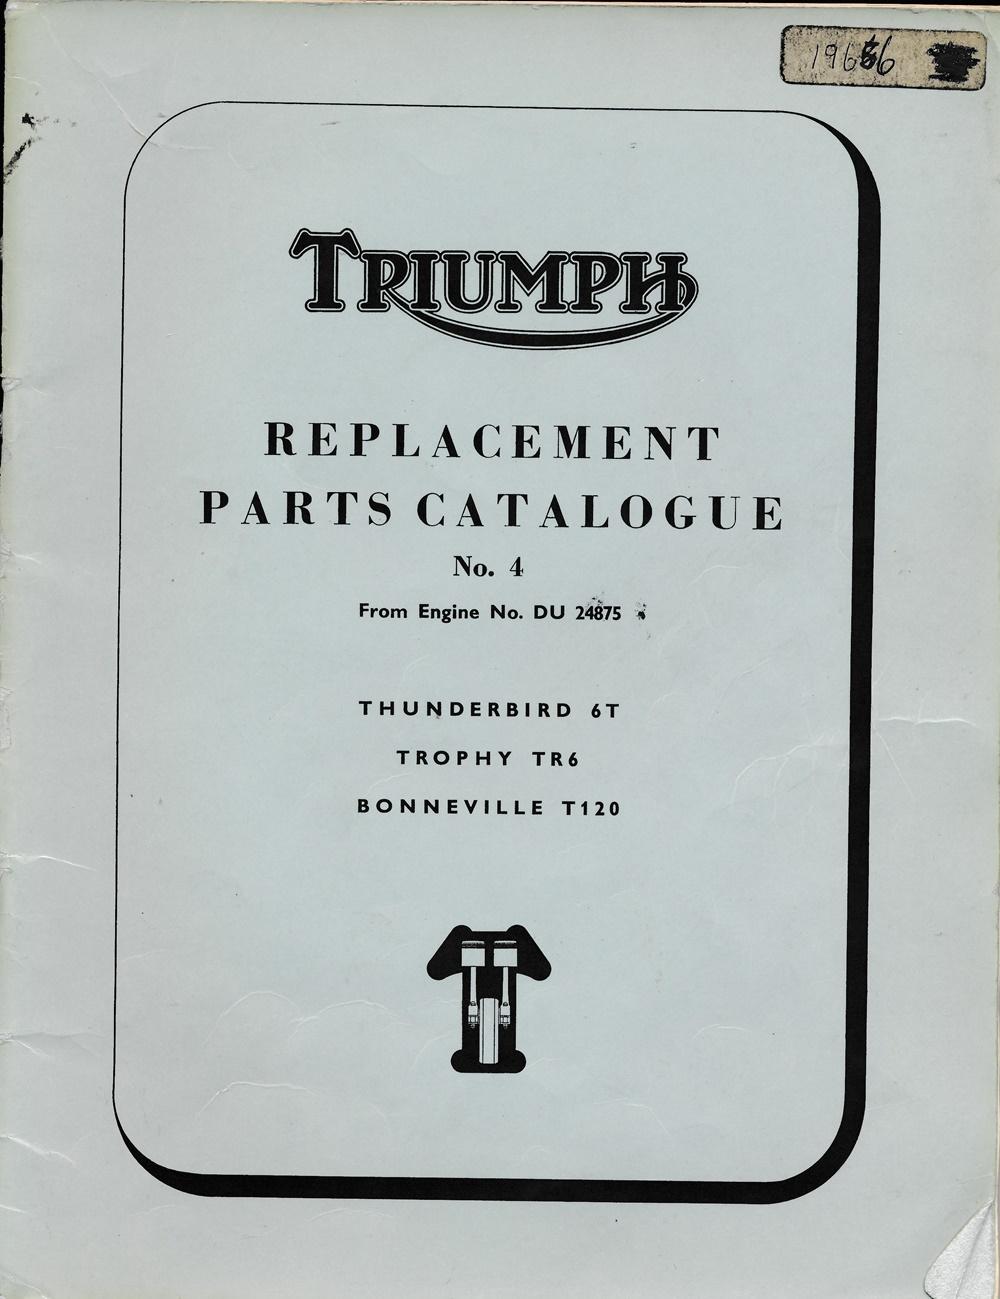 TRIUMPH
REPLACEMENT
PARTS CATALOGUE
No. 4
From Engine No. DU 24875
THUNDERBIRD 6T
TROPHY TR6
BONNEVILLE T120